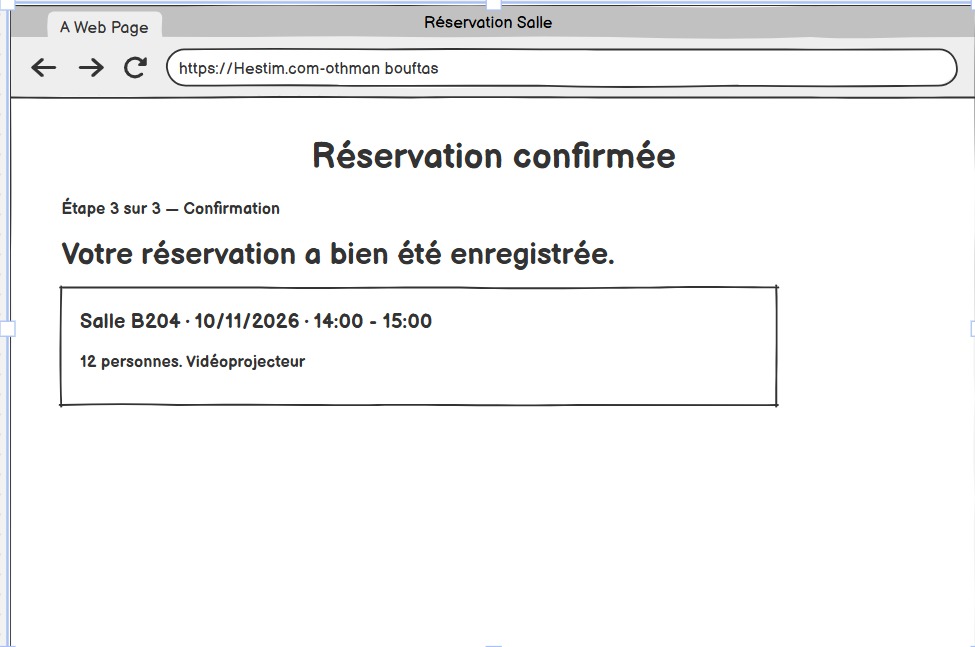 Réservation Salle
A Web Page
https://Hestim.com-othman bouftas
Réservation confirmée
Étape 3 sur 3 — Confirmation
Votre réservation a bien été enregistrée.
Salle B204 · 10/11/2026 · 14:00 - 15:00
12 personnes. Vidéoprojecteur